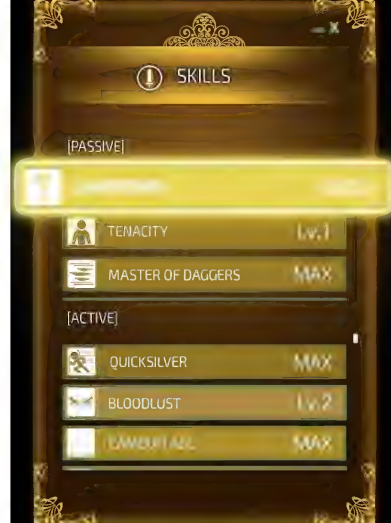 SKILLS
[PASSIVE]
TENACITY Lv.1
MASTER OF DAGGERS MAX
[ACTIVE]
QUICKSILVER MAX
BLOODLUST Lv.2
MAX